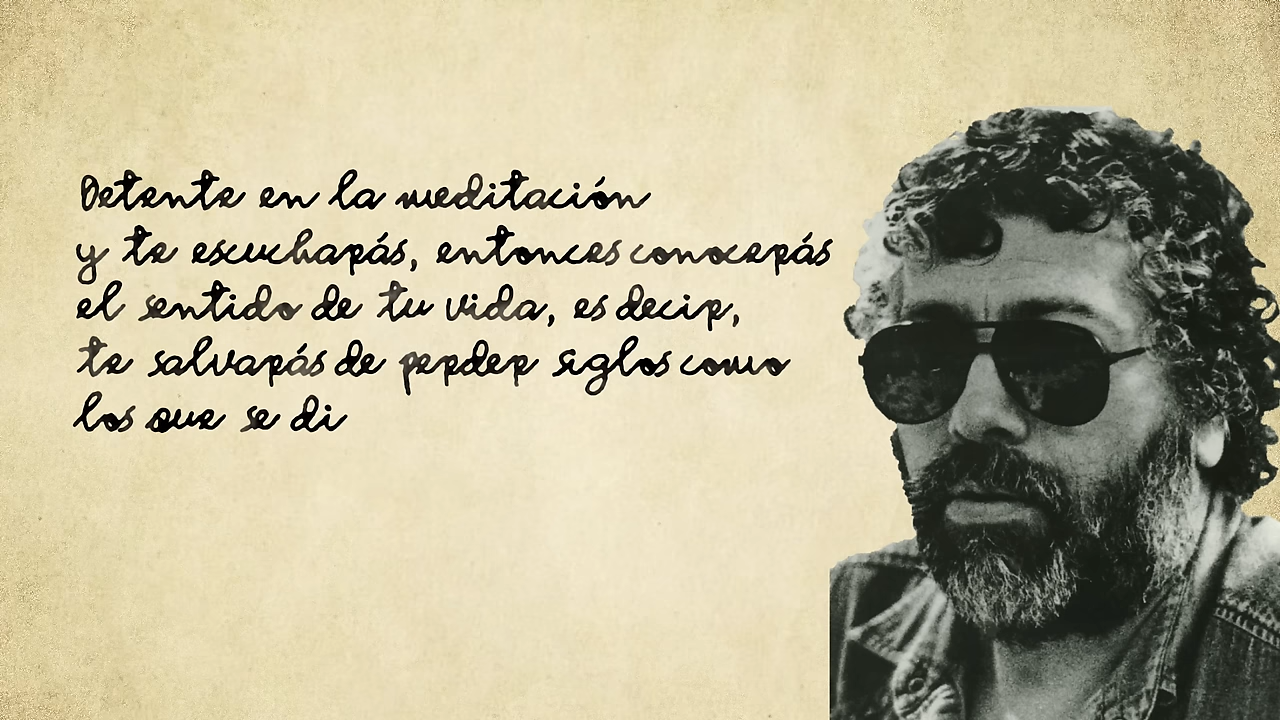 Detente en la meditación
y te escucharás, entonces conocerás
el sentido de tu vida, es decir,
te salvarás de perder siglos como
los que se di